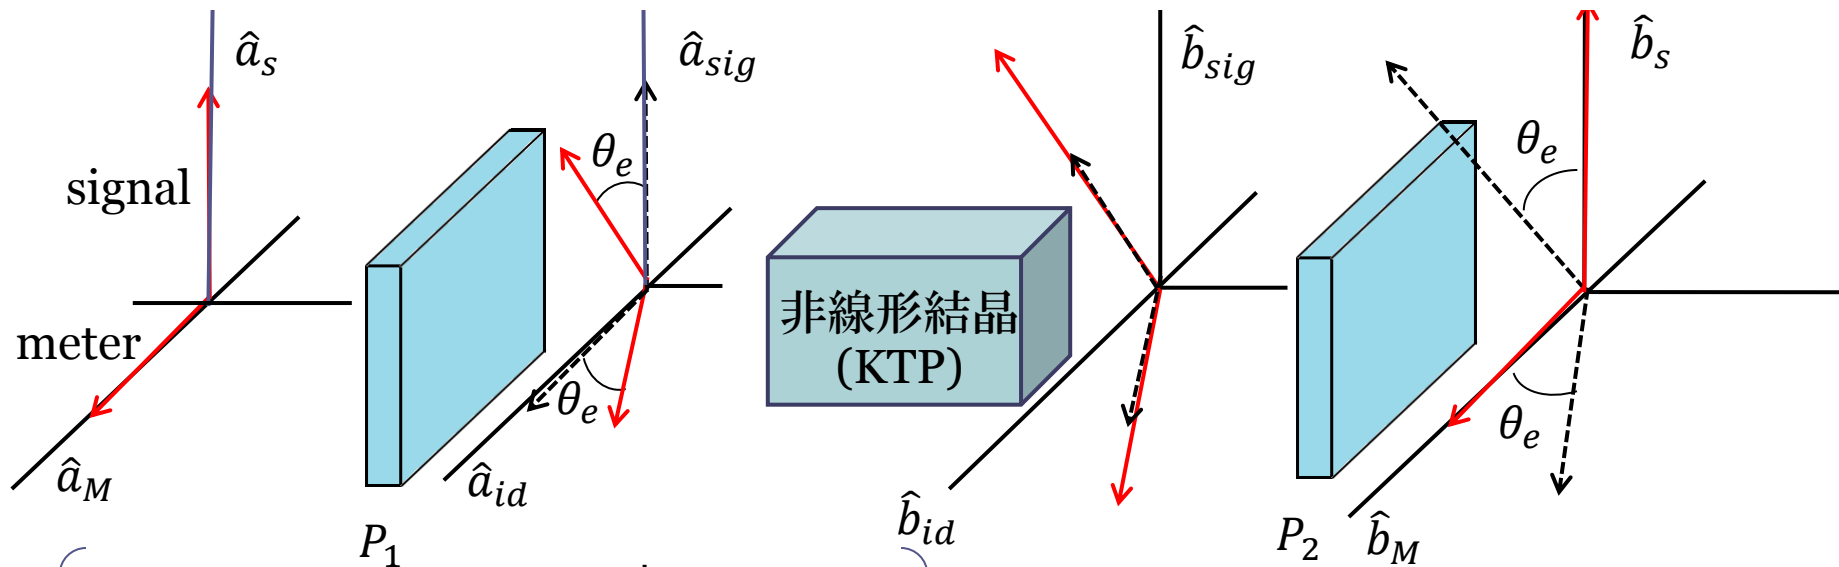 â_s
signal
meter
â_M
P_1
θ_e
â_sig
θ_e
â_id
非線形結晶
(KTP)
b̂_sig
b̂_id
θ_e
b̂_s
θ_e
P_2
b̂_M